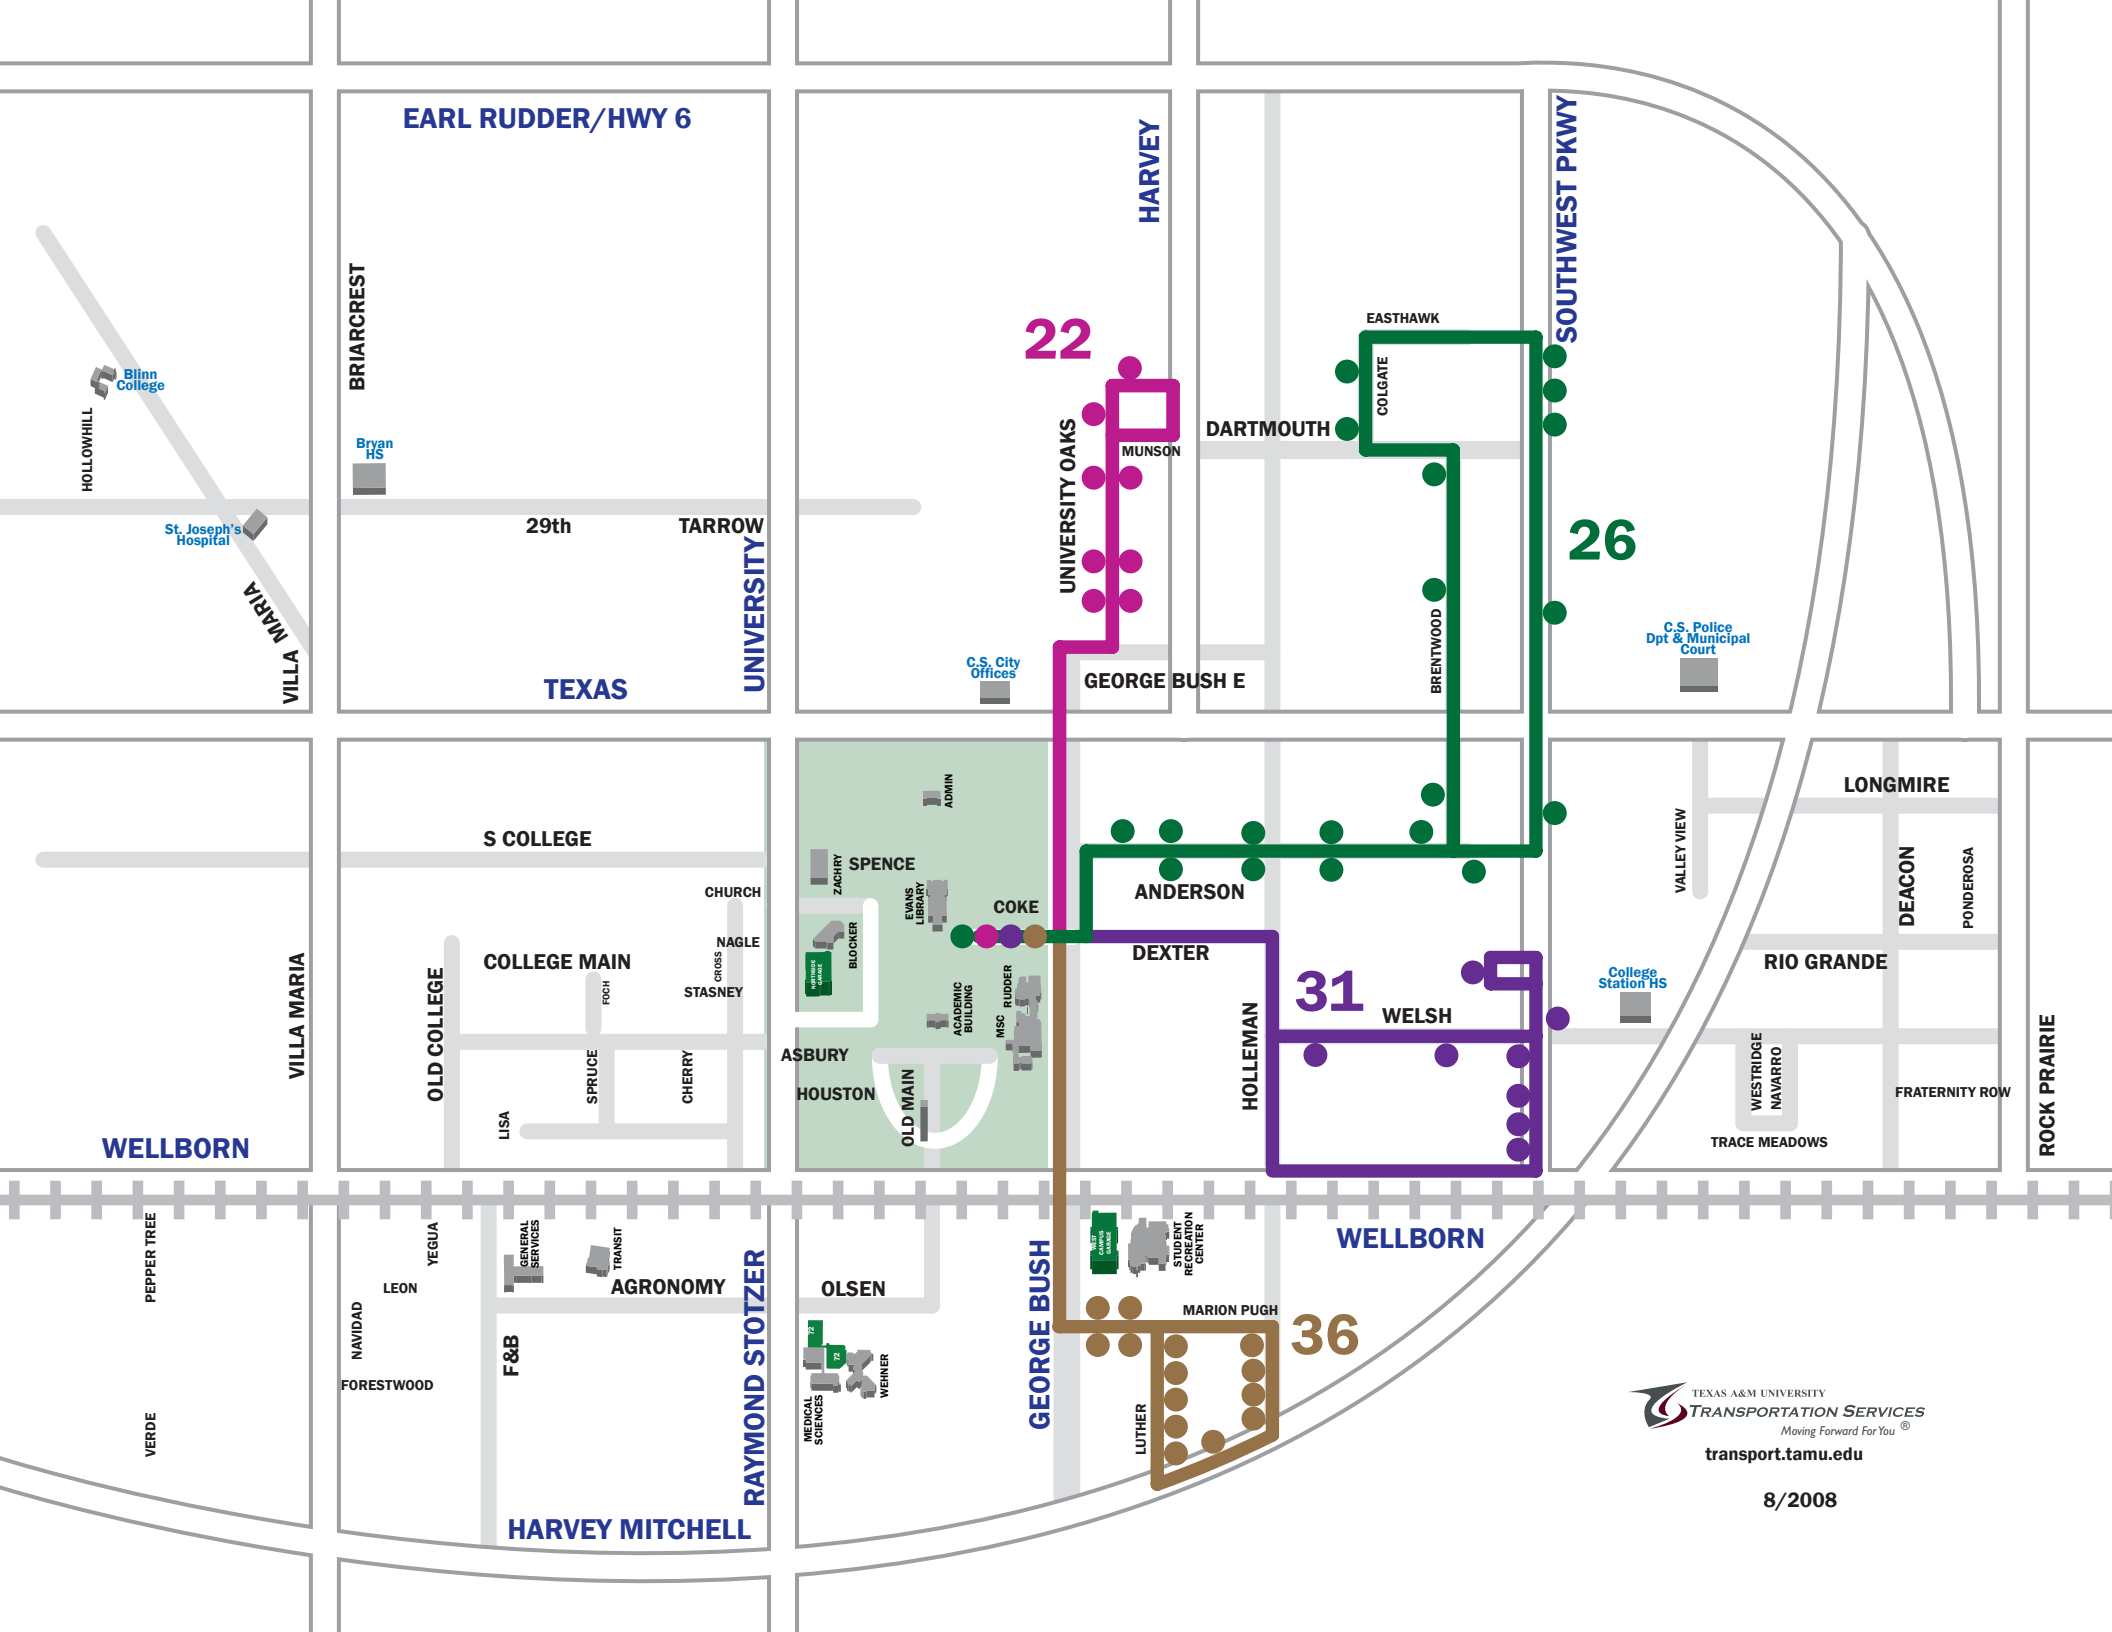 EARL RUDDER/HWY 6
HARVEY
SOUTHWEST PKWY
BRIARCREST
22
EASTHAWK
COLGATE
Blinn
College
HOLLOWHILL
Bryan
HS
UNIVERSITY OAKS
DARTMOUTH
MUNSON
St. Joseph's
Hospital
29th
TARROW
UNIVERSITY
26
VILLA MARIA
BRENTWOOD
C.S. Police
Dpt & Municipal
Court
C.S. City
Offices
GEORGE BUSH E
TEXAS
ADMIN
LONGMIRE
S COLLEGE
ZACHRY
SPENCE
VALLEY VIEW
DEACON
PONDEROSA
CHURCH
EVANS
LIBRARY
COKE
ANDERSON
NAGLE
BLOCKER
DEXTER
COLLEGE MAIN
CROSS
FOCH
STASNEY
NORTHSIDE
GARAGE
VILLA MARIA
OLD COLLEGE
ACADEMIC
BUILDING
RUDDER
MSC
31
WELSH
HOLLEMAN
College
Station HS
RIO GRANDE
ASBURY
HOUSTON
OLD MAIN
SPRUCE
CHERRY
LISA
WESTRIDGE
NAVARRO
FRATERNITY ROW
TRACE MEADOWS
ROCK PRAIRIE
WELLBORN
PEPPER TREE
YEGUA
GENERAL
SERVICES
TRANSIT
WEST
CAMPUS
GARAGE
STUDENT
RECREATION
CENTER
WELLBORN
LEON
AGRONOMY
OLSEN
RAYMOND STOTZER
GEORGE BUSH
MARION PUGH
36
NAVIDAD
F&B
72
72
WEHNER
FORESTWOOD
MEDICAL
SCIENCES
LUTHER
VERDE
HARVEY MITCHELL
TEXAS A&M UNIVERSITY
TRANSPORTATION SERVICES
Moving Forward For You ®
transport.tamu.edu
8/2008